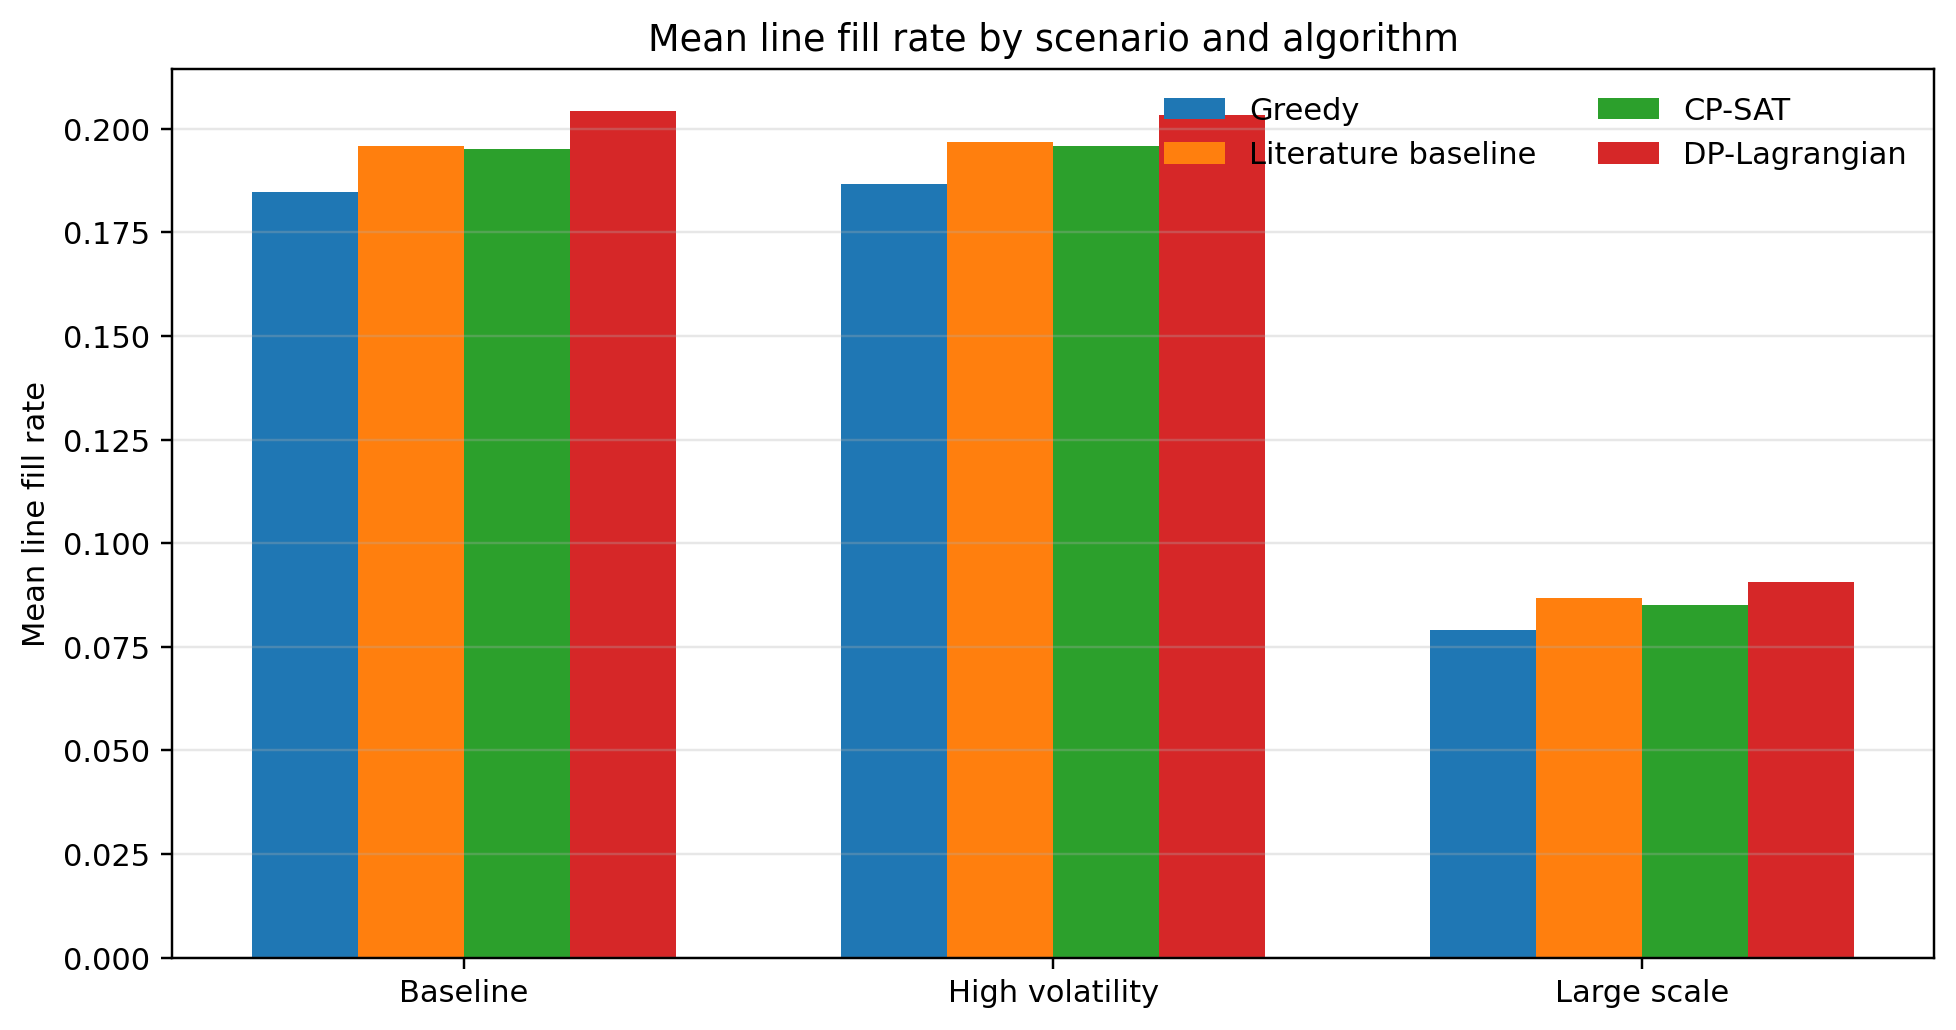 Mean line fill rate by scenario and algorithm
Greedy
Literature baseline
CP-SAT
DP-Lagrangian
Mean line fill rate
0.200
0.175
0.150
0.125
0.100
0.075
0.050
0.025
0.000
Baseline
High volatility
Large scale